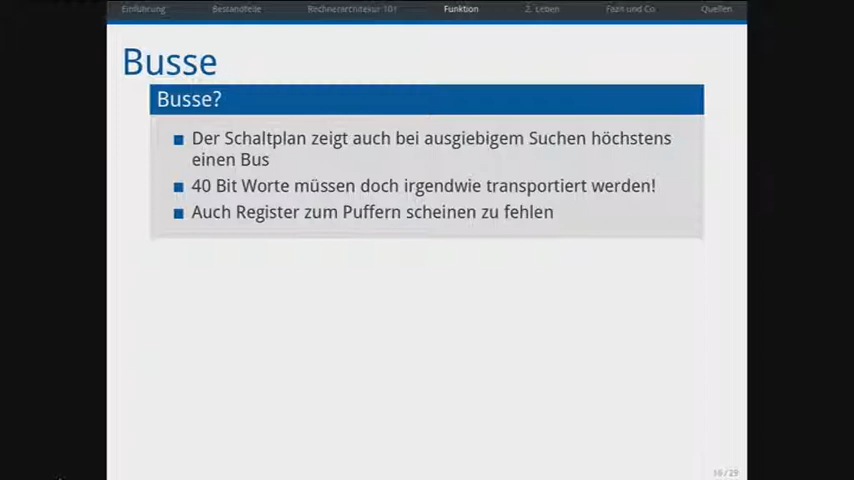 Einführung Bestandteile Rechnerarchitektur 101 Funktion 2. Leben Fazit und Co Quellen
Busse
Busse?
Der Schaltplan zeigt auch bei ausgiebigem Suchen höchstens
einen Bus
40 Bit Worte müssen doch irgendwie transportiert werden!
Auch Register zum Puffern scheinen zu fehlen
16 / 29